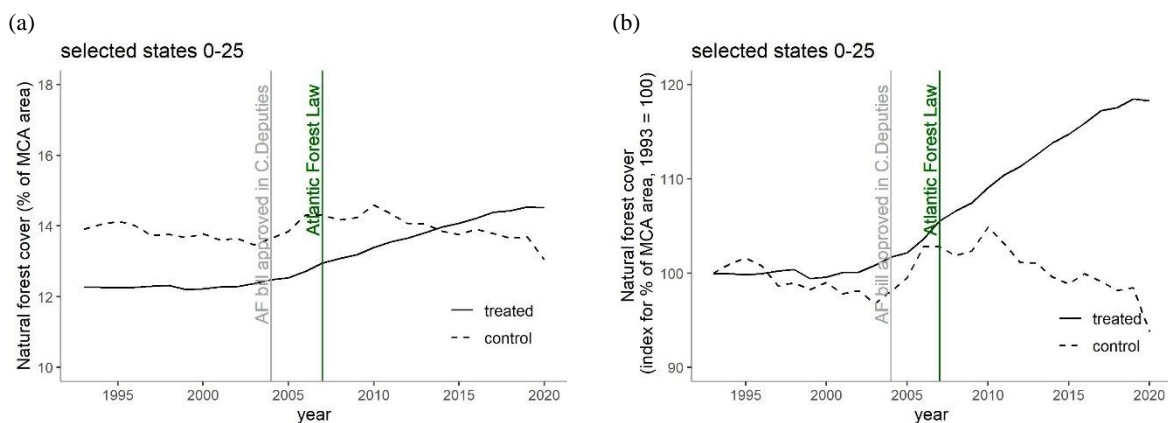 (a)
selected states 0-25
Natural forest cover (% of MCA area)
18
16
14
12
10
AF bill approved in C.Deputies
Atlantic Forest Law
treated
control
1995
2000
2005
2010
2015
2020
year
(b)
selected states 0-25
Natural forest cover
(index for % of MCA area, 1993 = 100)
120
110
100
90
AF bill approved in C.Deputies
Atlantic Forest Law
treated
control
1995
2000
2005
2010
2015
2020
year